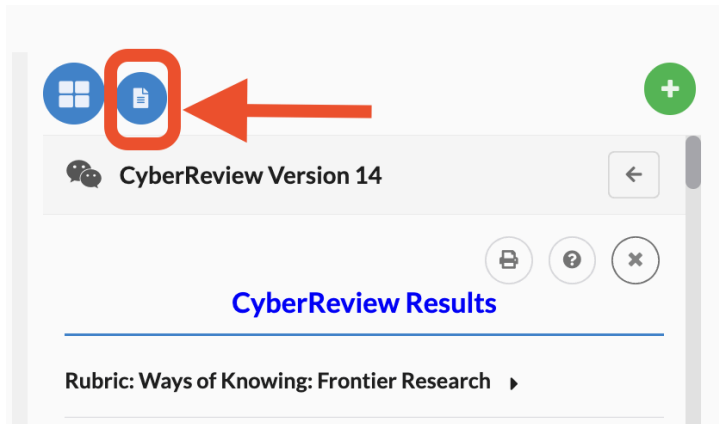 CyberReview Version 14
CyberReview Results
Rubric: Ways of Knowing: Frontier Research